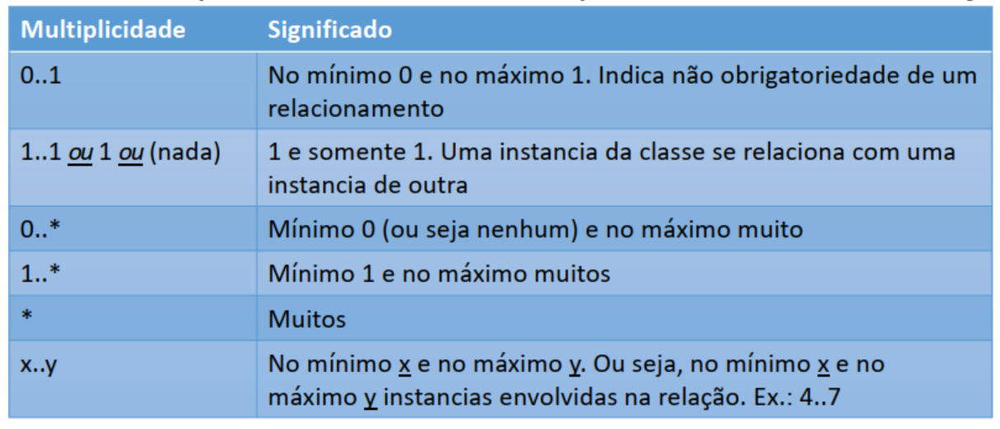 Multiplicidade Significado
0..1 No mínimo 0 e no máximo 1. Indica não obrigatoriedade de um
relacionamento
1..1 ou 1 ou (nada) 1 e somente 1. Uma instancia da classe se relaciona com uma
instancia de outra
0..* Mínimo 0 (ou seja nenhum) e no máximo muito
1..* Mínimo 1 e no máximo muitos
* Muitos
x..y No mínimo x e no máximo y. Ou seja, no mínimo x e no
máximo y instancias envolvidas na relação. Ex.: 4..7